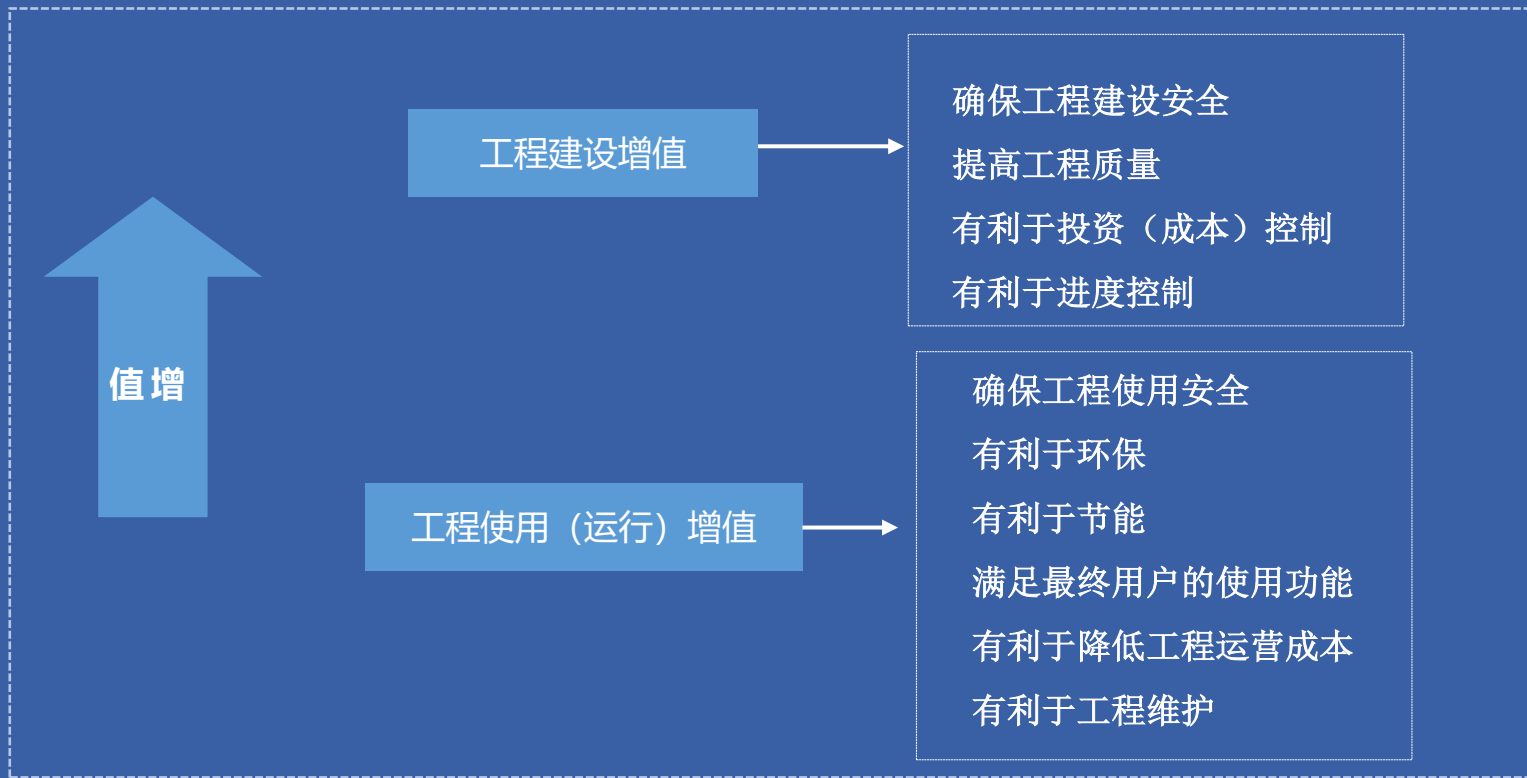 工程建设增值
确保工程建设安全
提高工程质量
有利于投资（成本）控制
有利于进度控制
值增
工程使用（运行）增值
确保工程使用安全
有利于环保
有利于节能
满足最终用户的使用功能
有利于降低工程运营成本
有利于工程维护